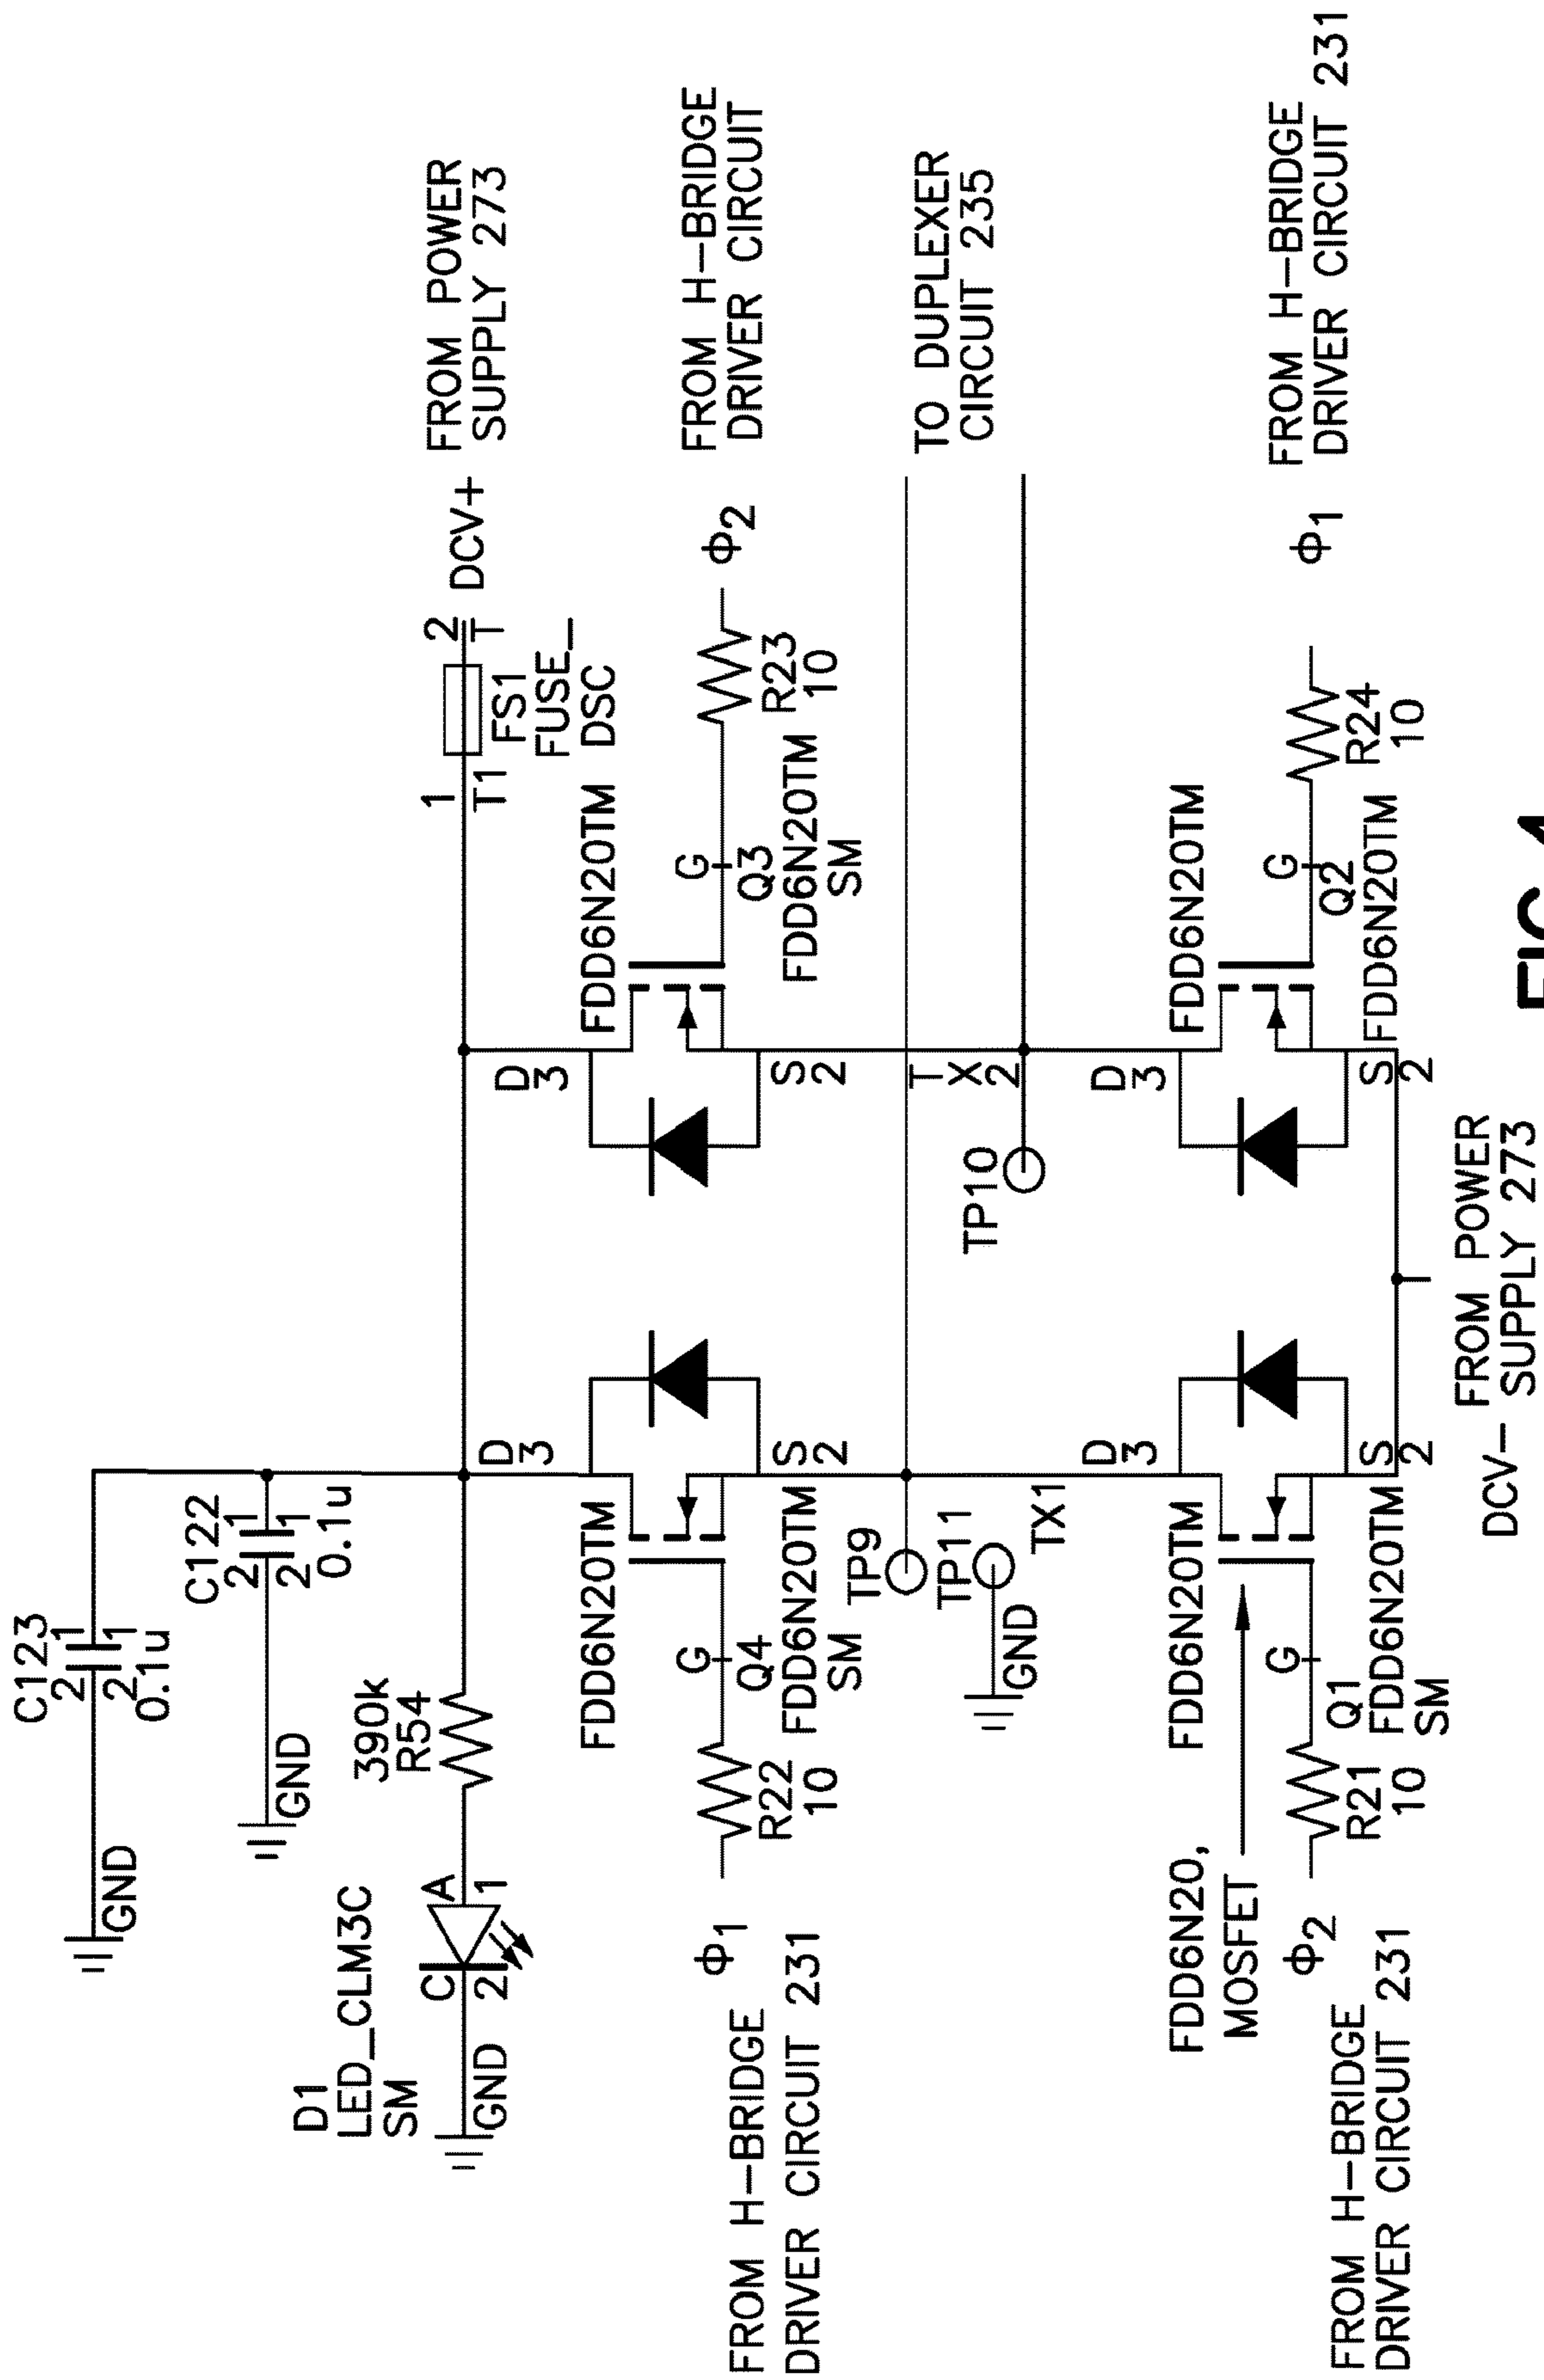 C123
2 1
2 1
0.1u
GND
C122
2 1
2 1
0.1u
GND
D1
LED_CLM3C
SM
C A
2 1
GND
390k
R54
1 2
T1 T
DCV+
FROM POWER
SUPPLY 273
FS1
FUSE_
DSC
D
3
D
3
FDD6N20TM
FDD6N20TM
FROM H-BRIDGE
DRIVER CIRCUIT 231
Φ1
R22
10
G
Q4
FDD6N20TM
SM
S
2
S
2
G
Q3
FDD6N20TM
SM
R23
10
Φ2
FROM H-BRIDGE
DRIVER CIRCUIT
TP9
TP11
GND
TX1
TP10
T
X
2
TO DUPLEXER
CIRCUIT 235
D
3
D
3
FDD6N20,
MOSFET
FDD6N20TM
FDD6N20TM
FROM H-BRIDGE
DRIVER CIRCUIT 231
Φ2
R21
10
G
Q1
FDD6N20TM
SM
S
2
S
2
G
Q2
FDD6N20TM
R24
10
Φ1
FROM H-BRIDGE
DRIVER CIRCUIT 231
DCV-
FROM POWER
SUPPLY 273